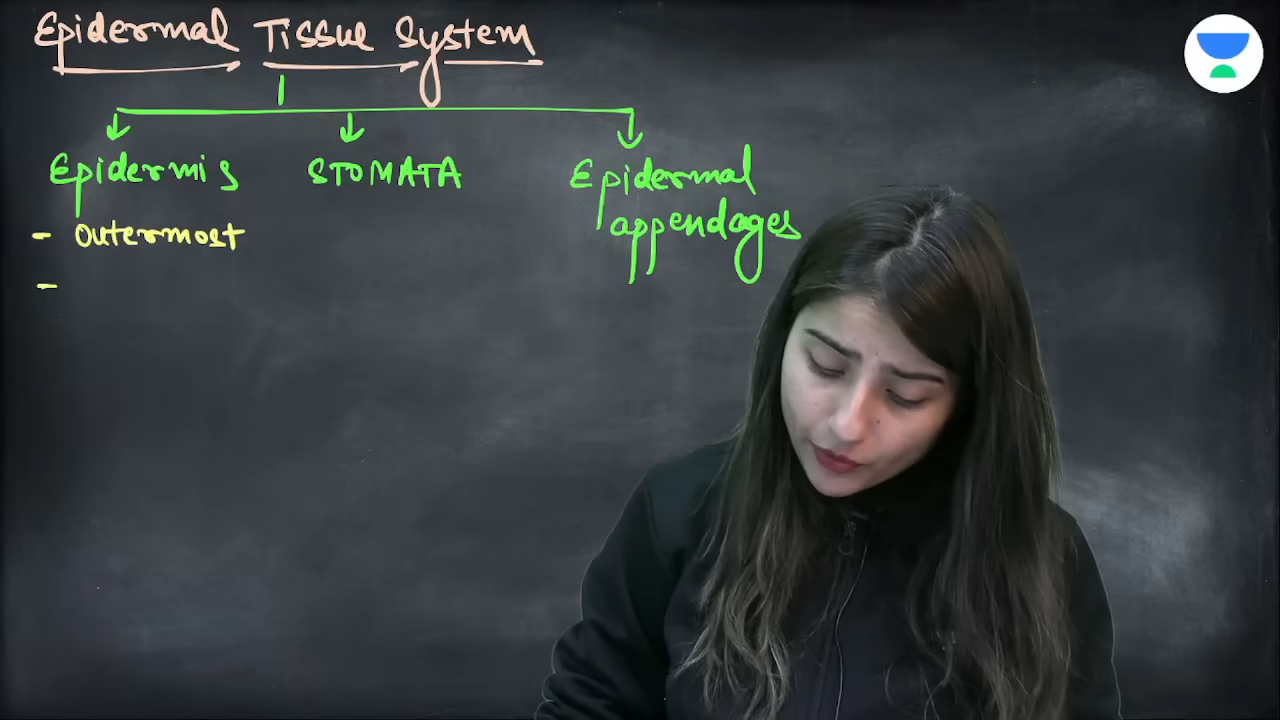 Epidermal Tissue System
Epidermis STOMATA Epidermal
appendages
- Outermost
-